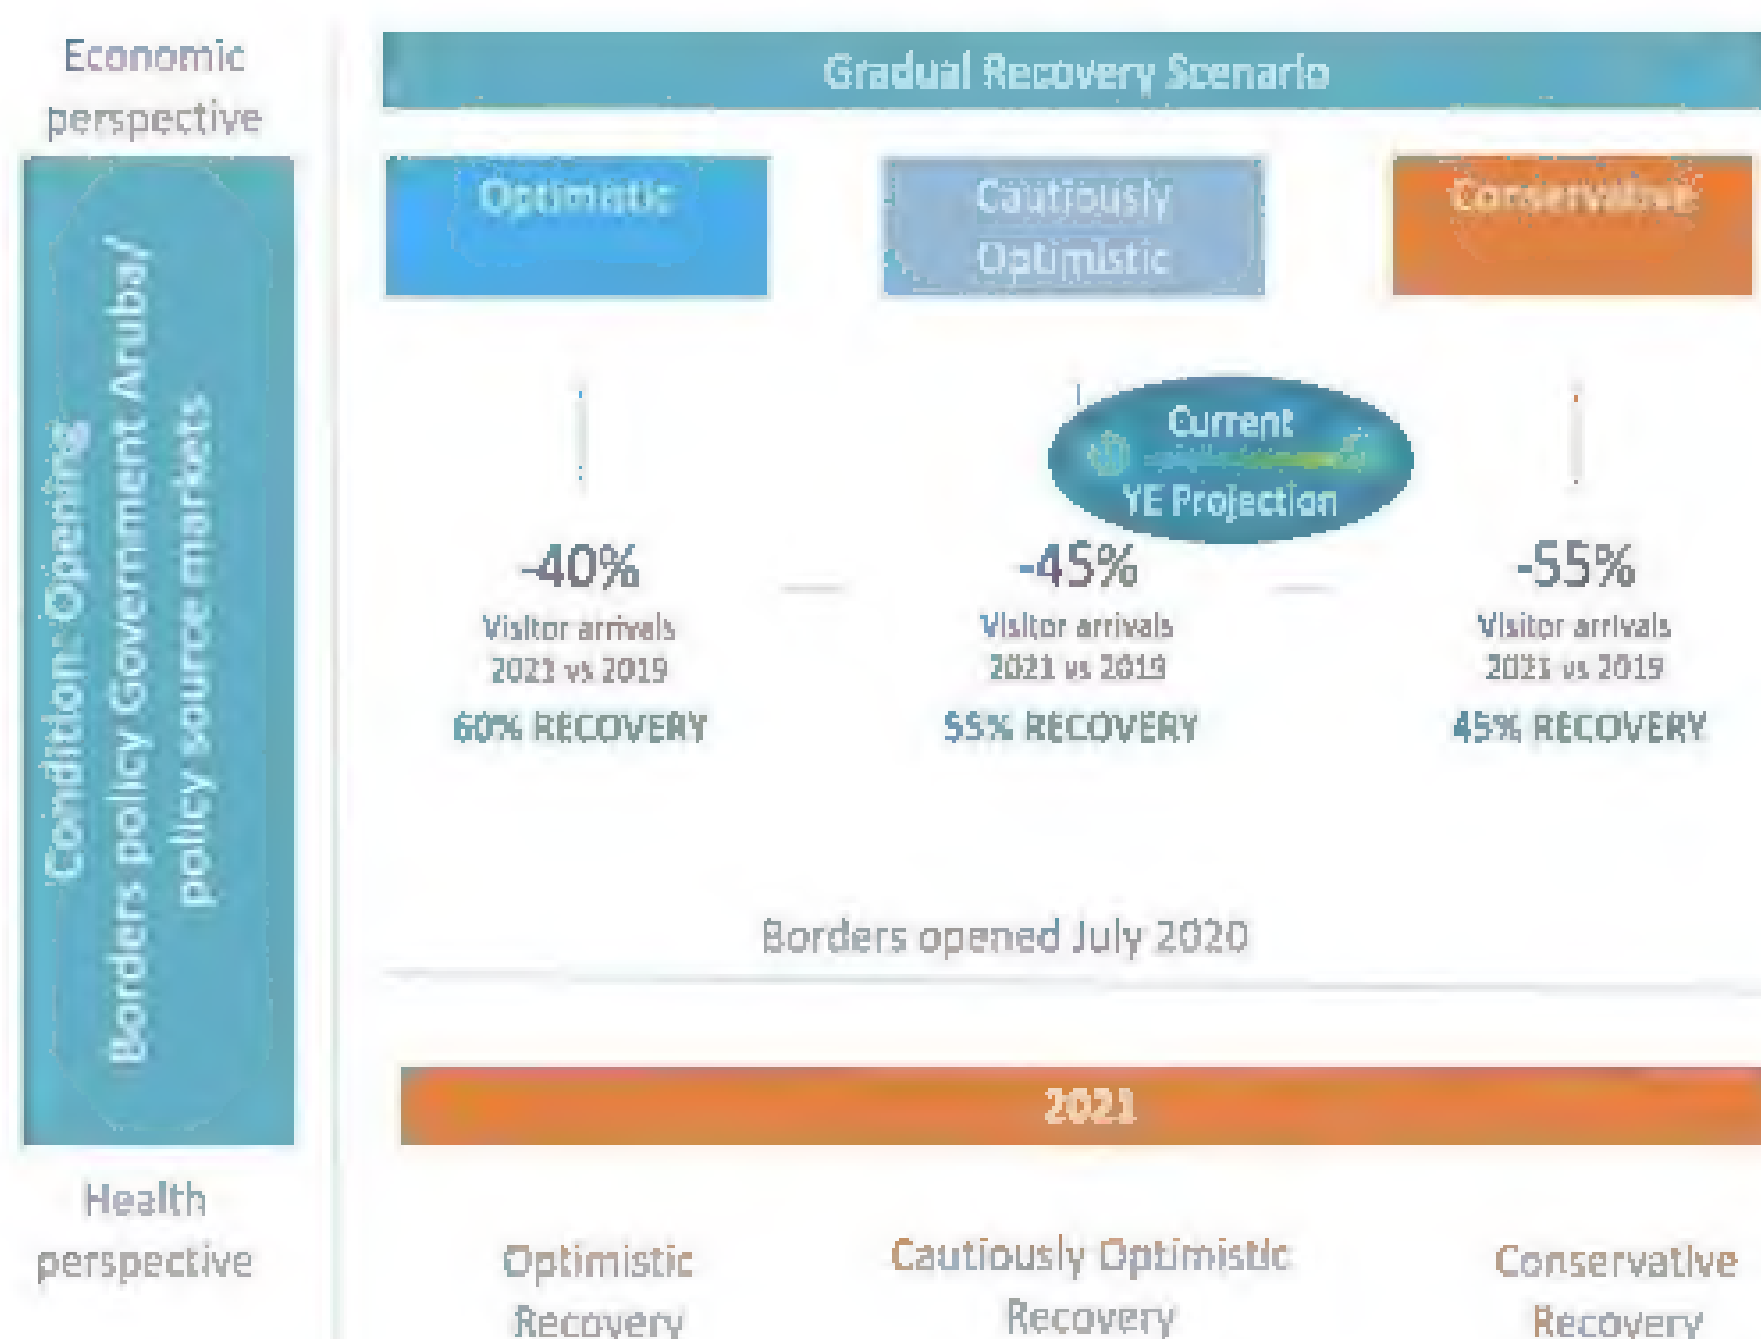 Economic
perspective
Condition: Opening
Borders policy Government Aruba/
policy source markets
Health
perspective
Gradual Recovery Scenario
Optimistic
Cautiously
Optimistic
Conservative
Current
YE Projection
-40%
Visitor arrivals
2021 vs 2019
60% RECOVERY
-45%
Visitor arrivals
2021 vs 2019
55% RECOVERY
-55%
Visitor arrivals
2021 vs 2019
45% RECOVERY
Borders opened July 2020
2021
Optimistic
Recovery
Cautiously Optimistic
Recovery
Conservative
Recovery